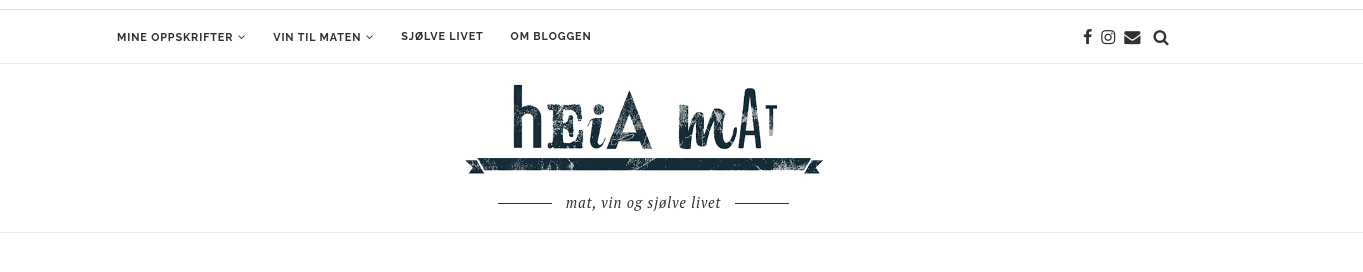 MINE OPPSKRIFTER VIN TIL MATEN SJØLVE LIVET OM BLOGGEN
hEiA mAT
mat, vin og sjølve livet